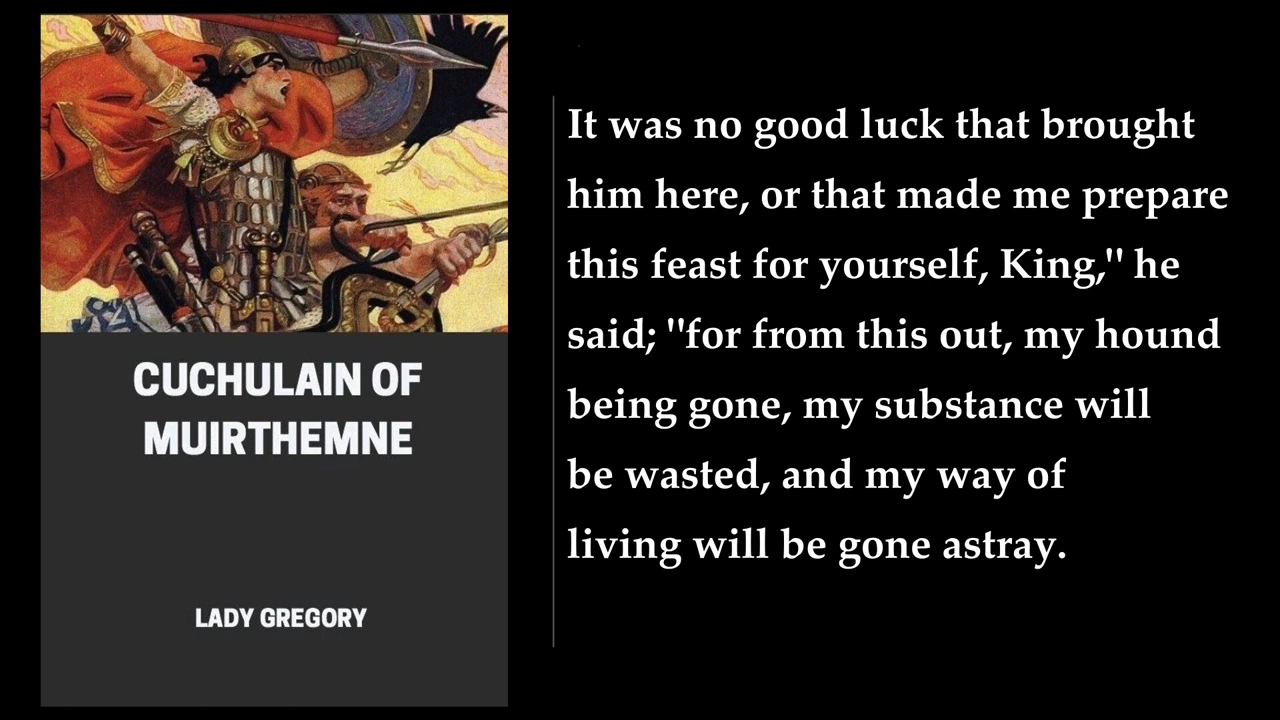 CUCHULAIN OF
MUIRTHEMNE
LADY GREGORY
It was no good luck that brought
him here, or that made me prepare
this feast for yourself, King," he
said; "for from this out, my hound
being gone, my substance will
be wasted, and my way of
living will be gone astray.